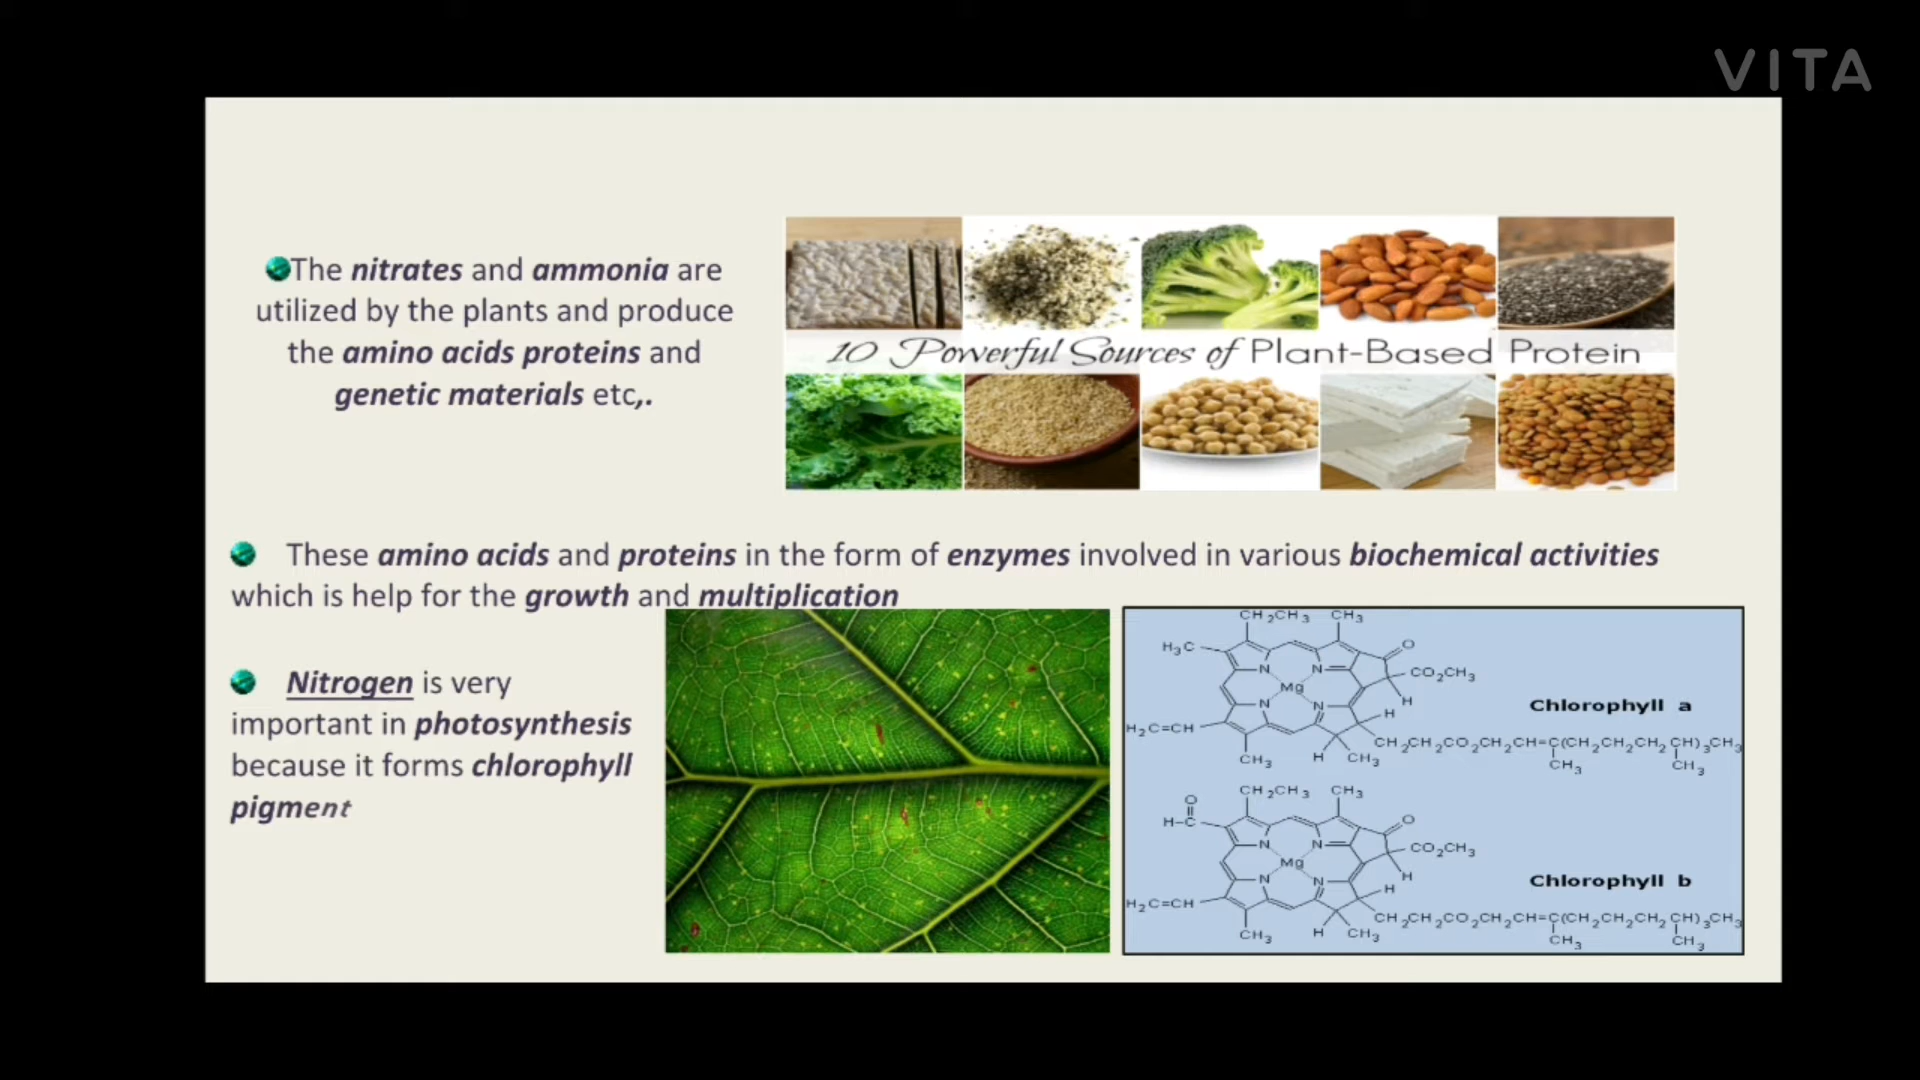 VITA
The nitrates and ammonia are
utilized by the plants and produce
the amino acids proteins and
genetic materials etc,.
10 Powerful Sources of Plant-Based Protein
These amino acids and proteins in the form of enzymes involved in various biochemical activities
which is help for the growth and multiplication
Nitrogen is very
important in photosynthesis
because it forms chlorophyll
pigment
CH2CH3 CH3
H3C O
N N CO2CH3
Mg
H
N N H
Chlorophyll a
H2C=CH
CH2CH2CO2CH2CH=C(CH2CH2CH2CH)3CH3
CH3 H CH3 CH3 CH3
CH2CH3 CH3
O
H-C O
N N CO2CH3
Mg
H
N N H
Chlorophyll b
H2C=CH
CH2CH2CO2CH2CH=C(CH2CH2CH2CH)3CH3
CH3 H CH3 CH3 CH3